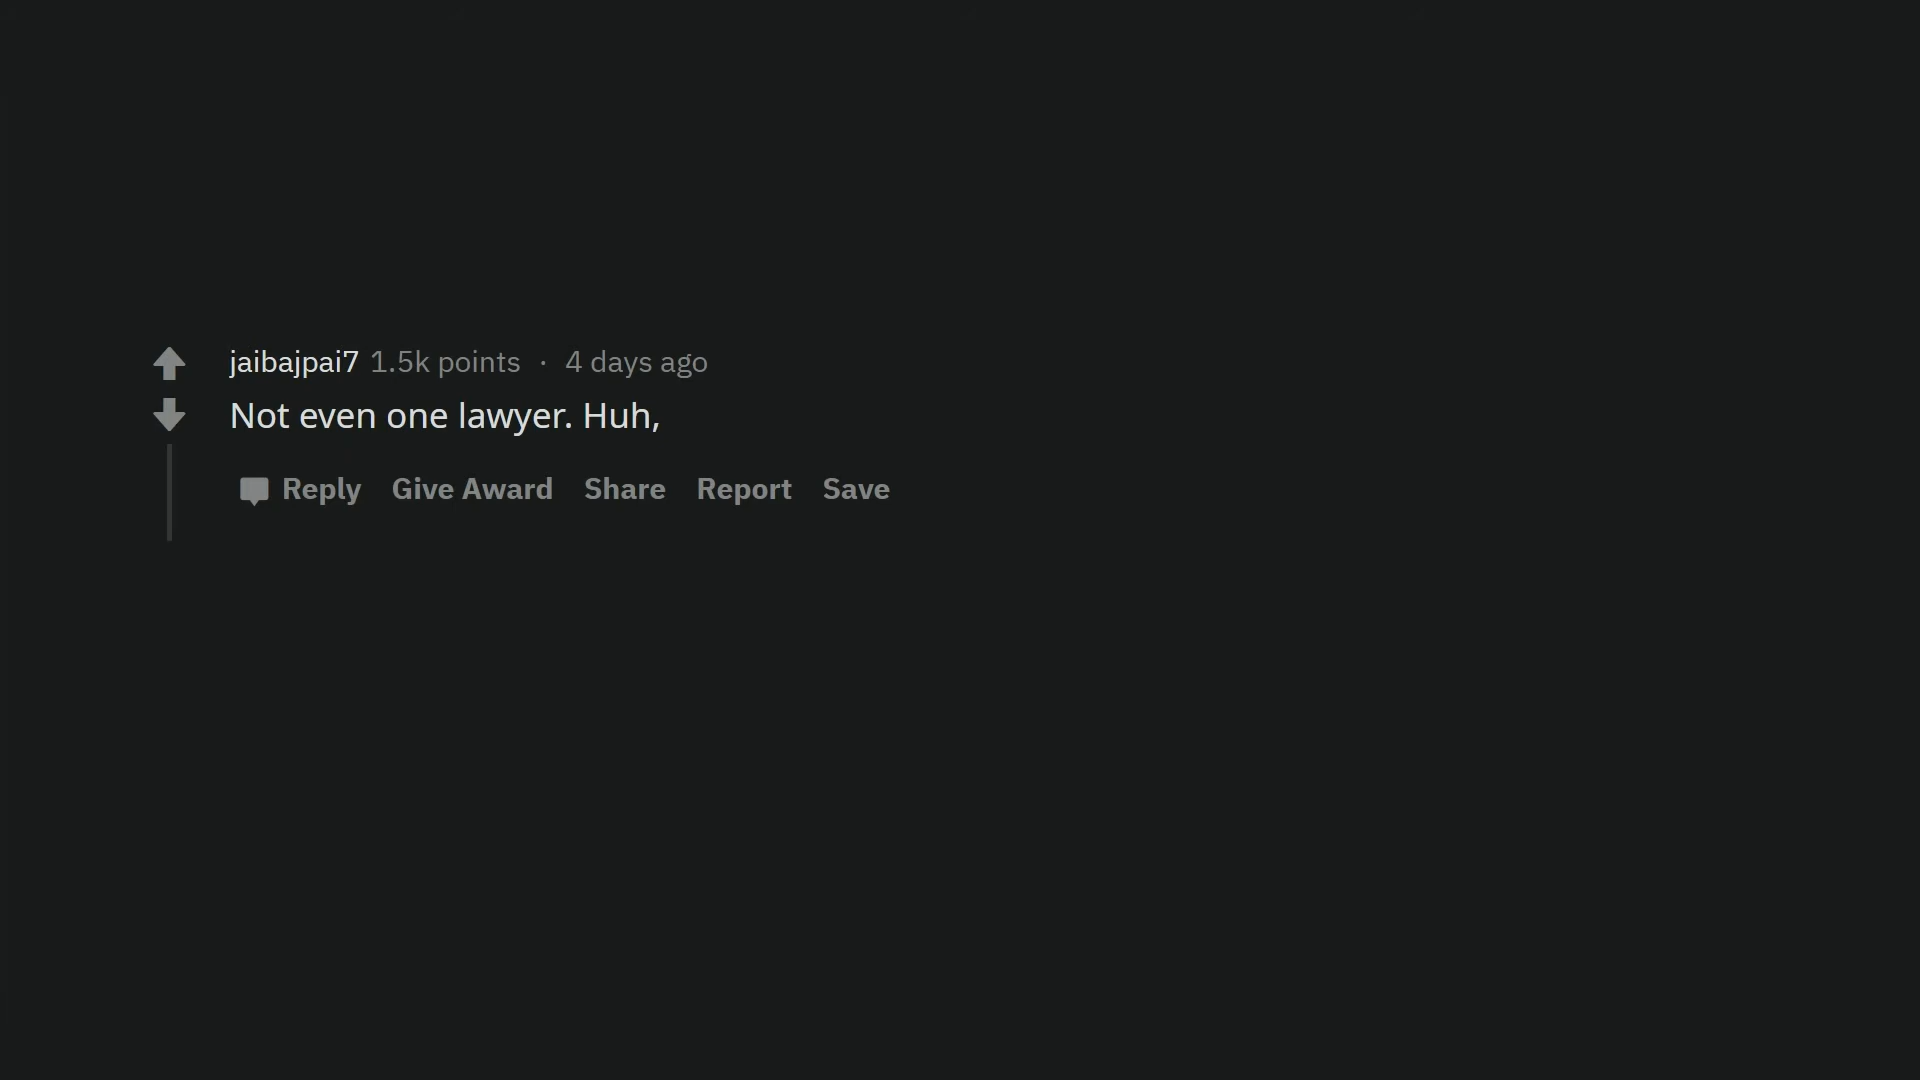 jaibajpai7 1.5k points · 4 days ago
Not even one lawyer. Huh,
Reply Give Award Share Report Save